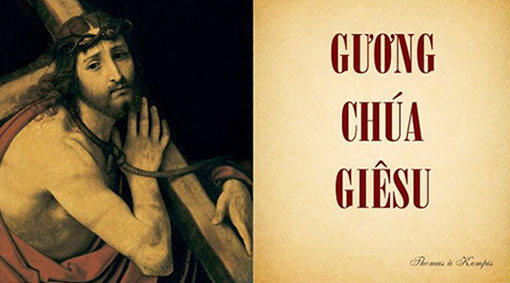 GƯƠNG
CHÚA
GIÊSU
Thomas à Kempis